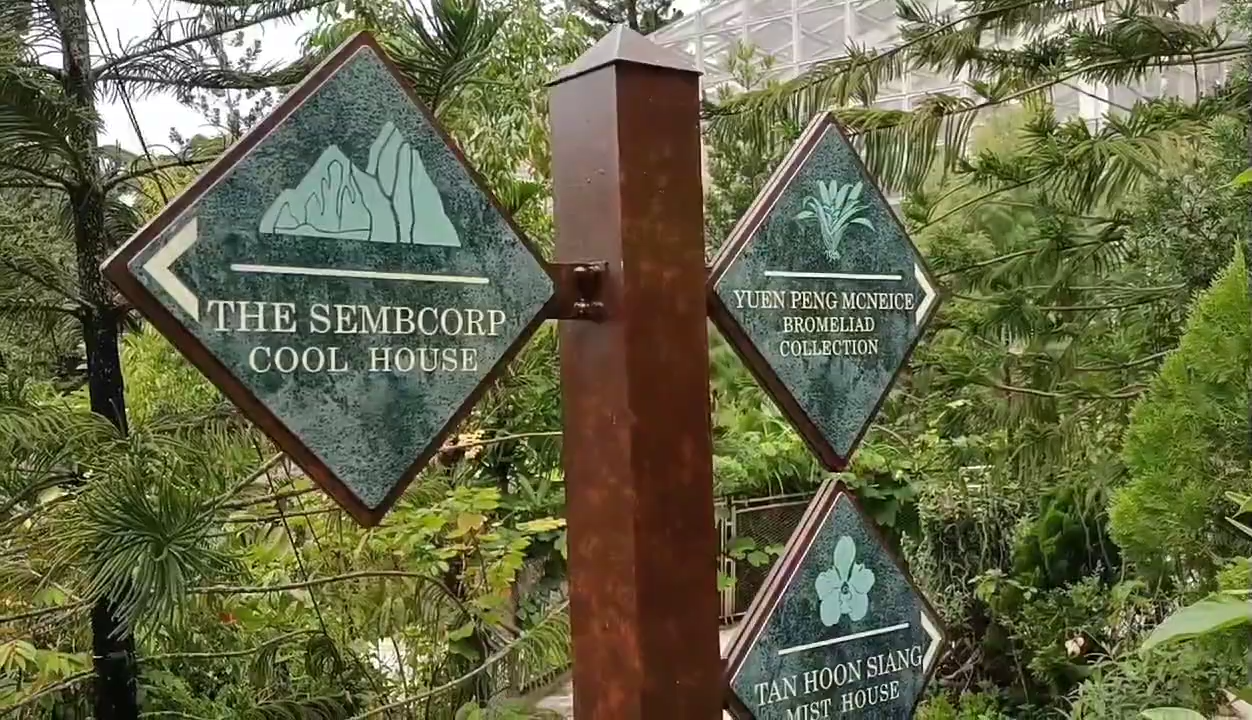 THE SEMBCORP
COOL HOUSE
YUEN PENG MCNEICE
BROMELIAD
COLLECTION
TAN HOON SIANG
MIST HOUSE